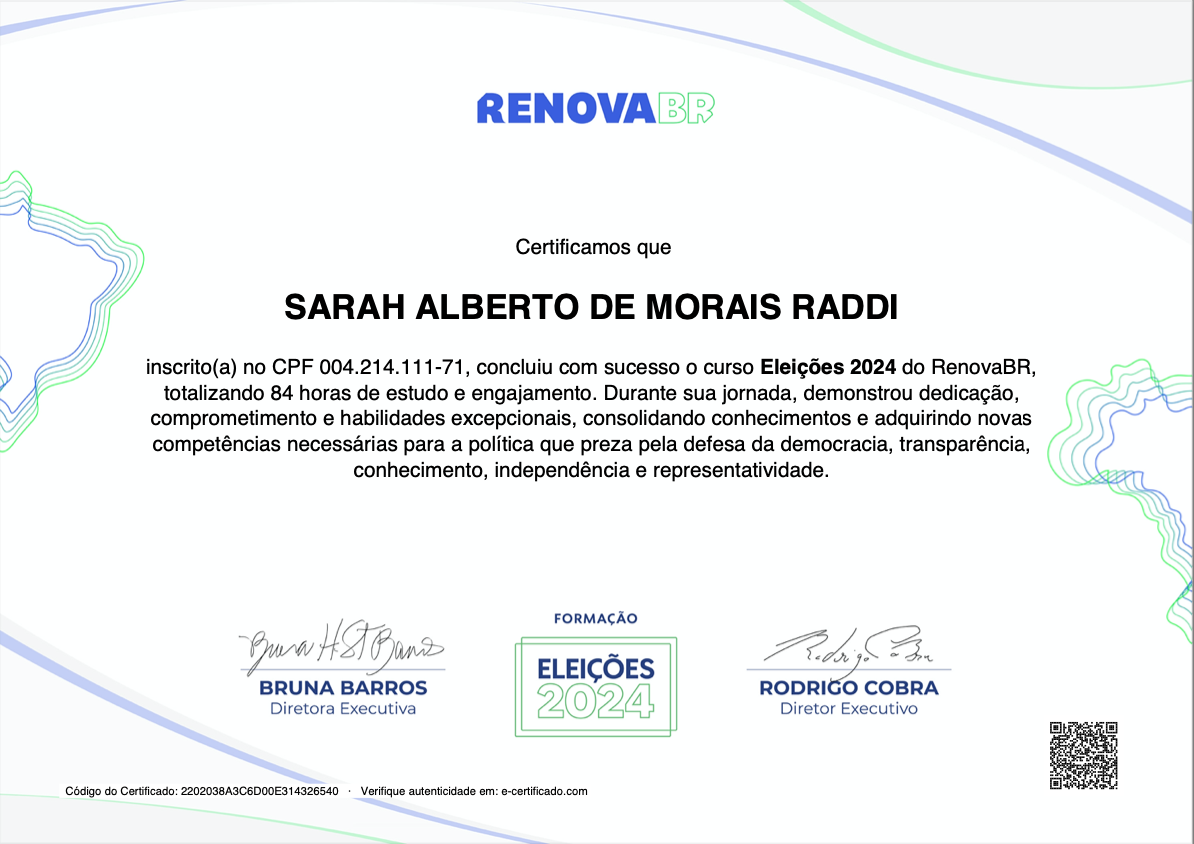 RENOVABR
Certificamos que
SARAH ALBERTO DE MORAIS RADDI
inscrito(a) no CPF 004.214.111-71, concluiu com sucesso o curso Eleições 2024 do RenovaBR,
totalizando 84 horas de estudo e engajamento. Durante sua jornada, demonstrou dedicação,
comprometimento e habilidades excepcionais, consolidando conhecimentos e adquirindo novas
competências necessárias para a política que preza pela defesa da democracia, transparência,
conhecimento, independência e representatividade.
FORMAÇÃO
ELEIÇÕES
2024
BRUNA BARROS
Diretora Executiva
Rodrigo Cobra
RODRIGO COBRA
Diretor Executivo
Código do Certificado: 2202038A3C6D00E314326540 · Verifique autenticidade em: e-certificado.com